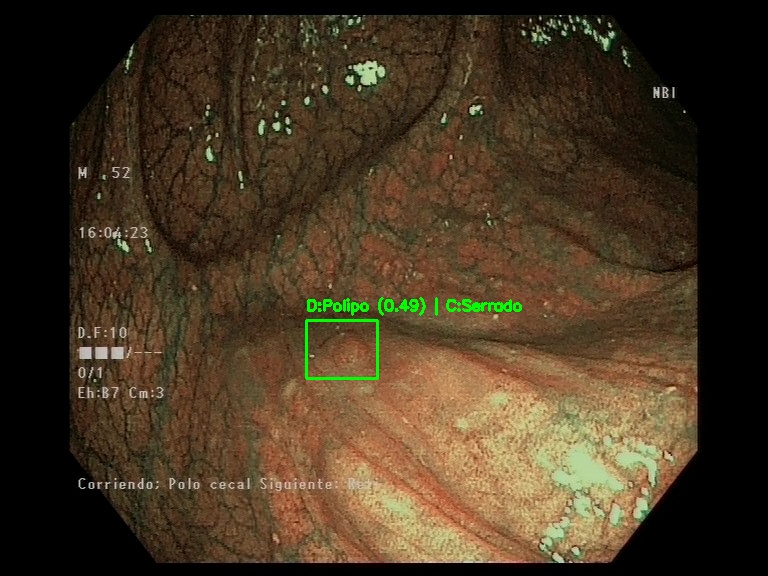 NBI
M 52
16:04:23
D:Polipo (0.49) | C:Serrado
D.F:10
■■■/---
0/1
Eh:B7 Cm:3
Corriendo; Polo cecal Siguiente: